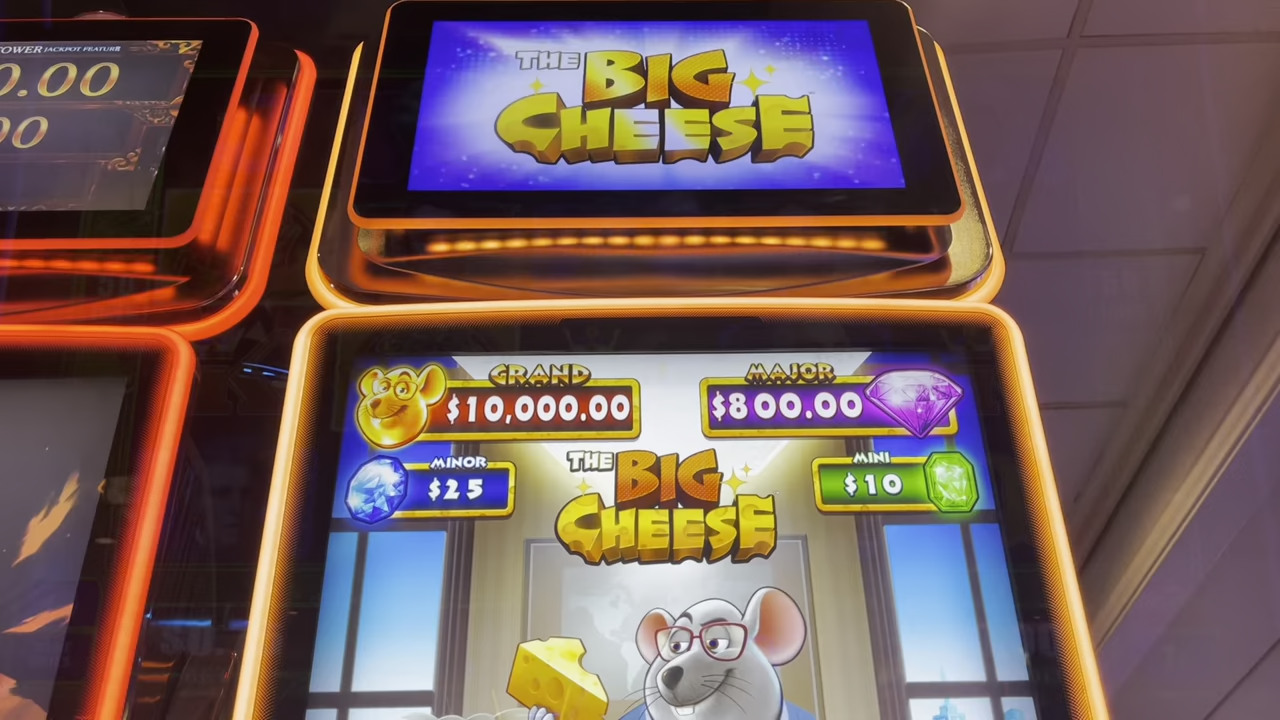 TOWER JACKPOT FEATURE
0.00
00
THE BIG
CHEESE
GRAND
$10,000.00
MAJOR
$800.00
MINOR
$25
THE BIG
CHEESE
MINI
$10